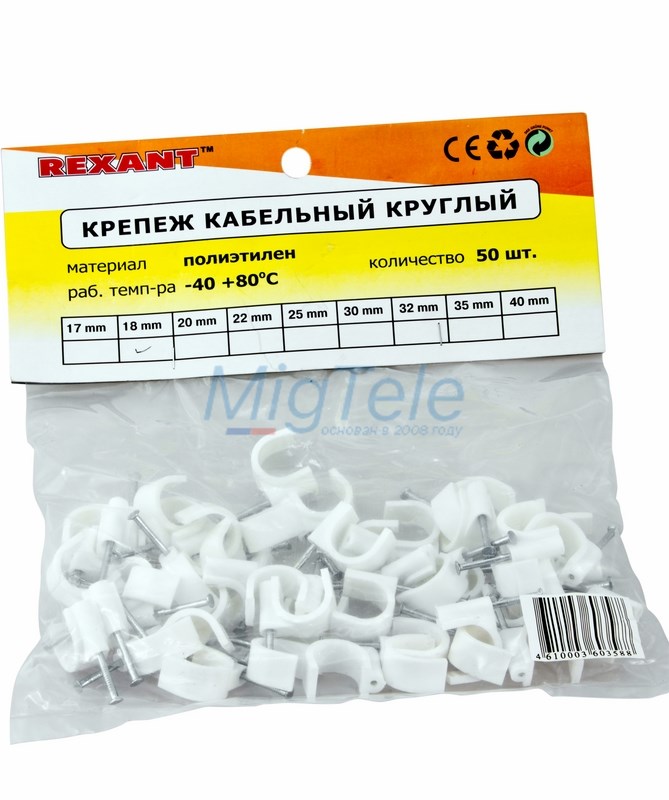 REXANT™
CE
КРЕПЕЖ КАБЕЛЬНЫЙ КРУГЛЫЙ
материал полиэтилен количество 50 шт.
раб. темп-ра -40 +80°С
17 mm 18 mm 20 mm 22 mm 25 mm 30 mm 32 mm 35 mm 40 mm
MigTele
основан в 2008 году
4 610003 603588